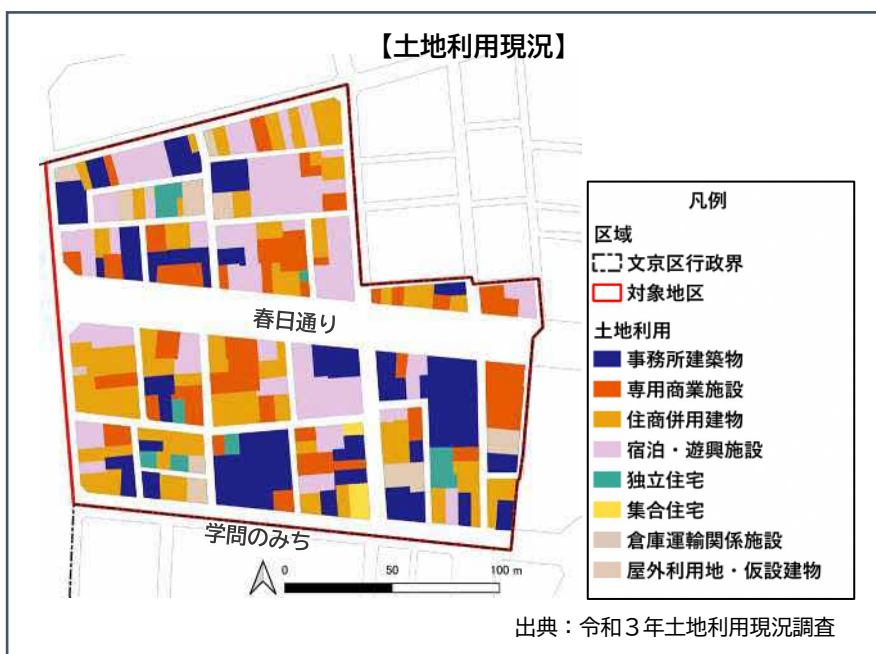 【土地利用現況】
春日通り
学問のみち
0 50 100 m
凡例
区域
文京区行政界
対象地区
土地利用
事務所建築物
専用商業施設
住商併用建物
宿泊・遊興施設
独立住宅
集合住宅
倉庫運輸関係施設
屋外利用地・仮設建物
出典：令和３年土地利用現況調査